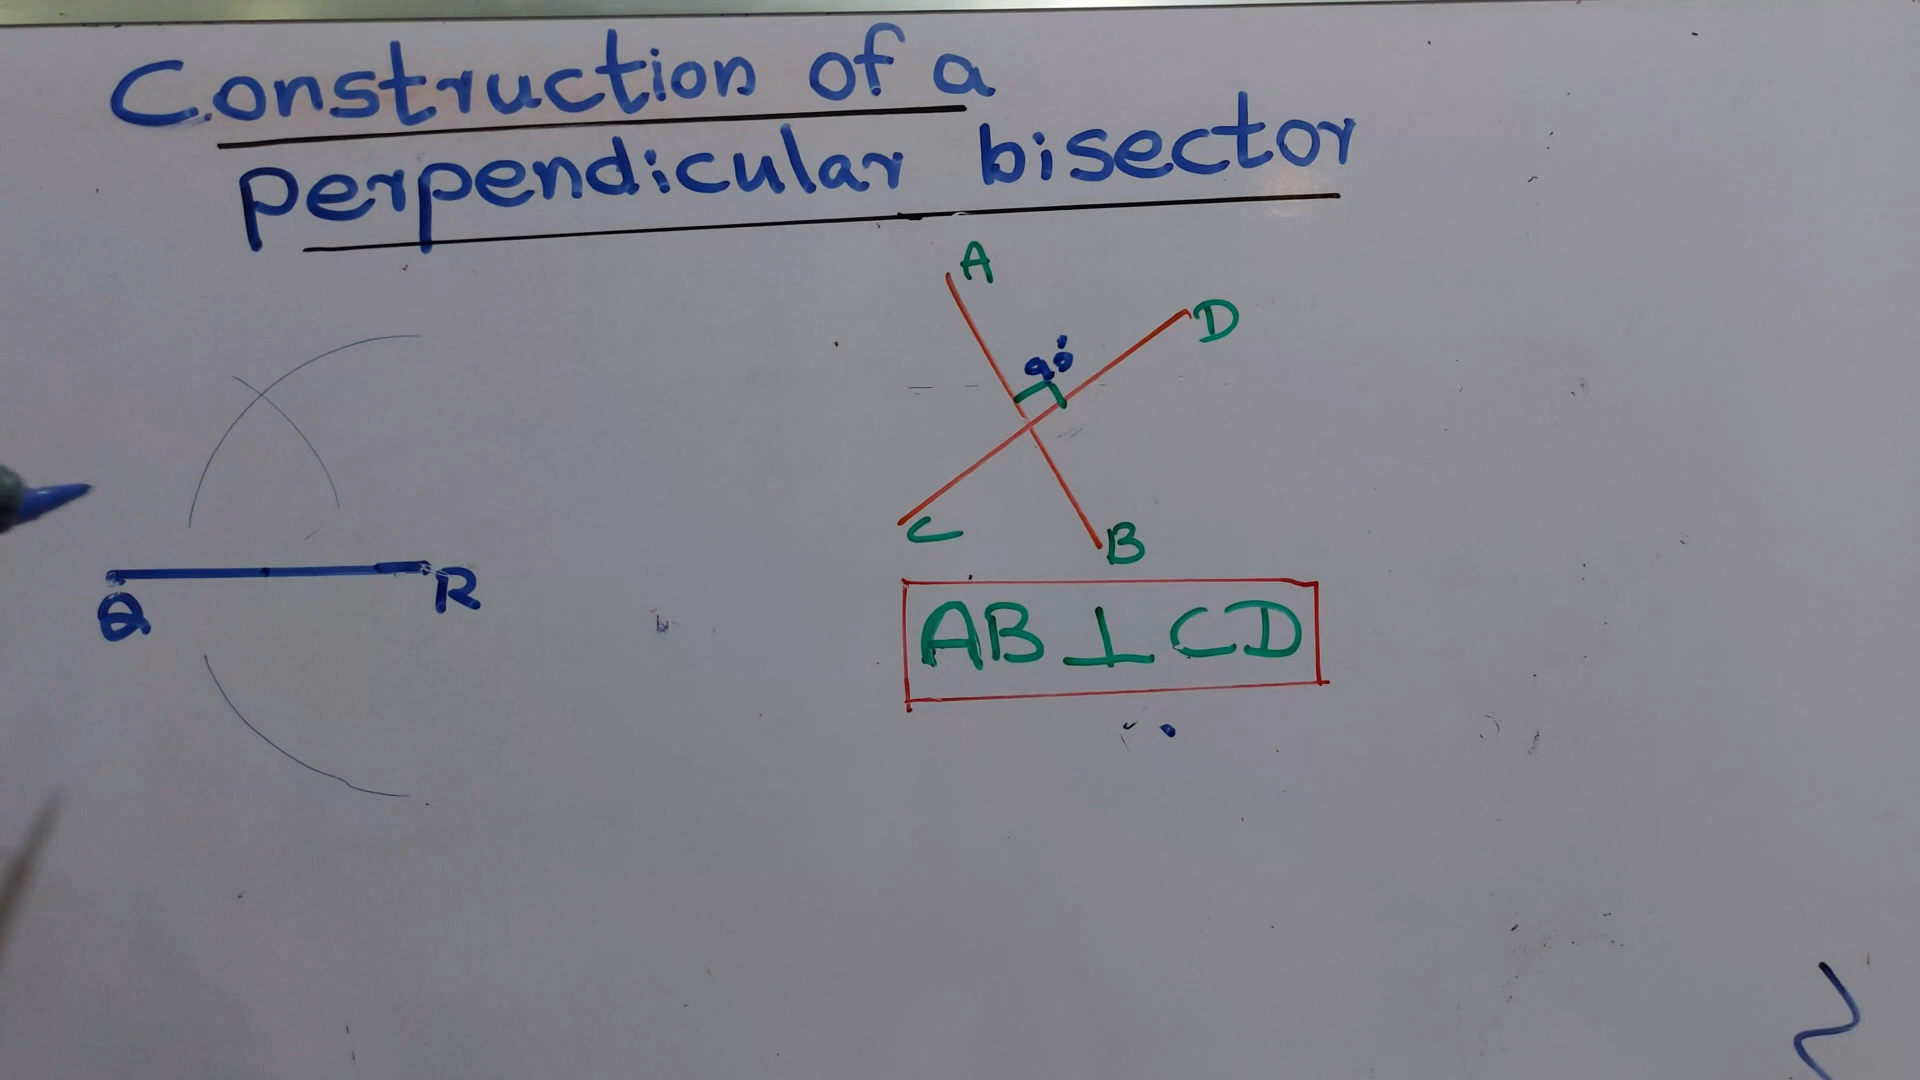 Construction of a
perpendicular bisector
A
D
90°
C
B
Q
R
AB ⊥ CD